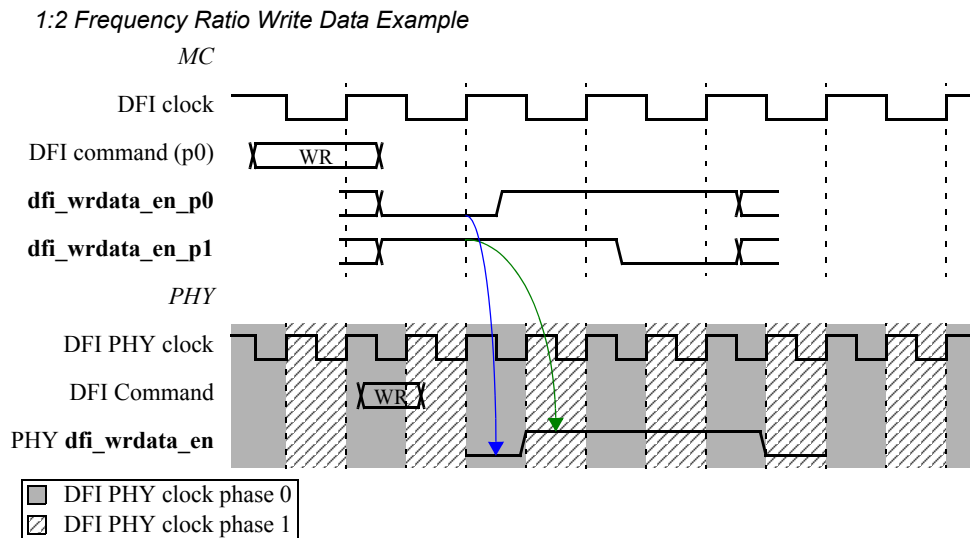 1:2 Frequency Ratio Write Data Example
MC
DFI clock
DFI command (p0)
WR
dfi_wrdata_en_p0
dfi_wrdata_en_p1
PHY
DFI PHY clock
DFI Command
WR
PHY dfi_wrdata_en
DFI PHY clock phase 0
DFI PHY clock phase 1